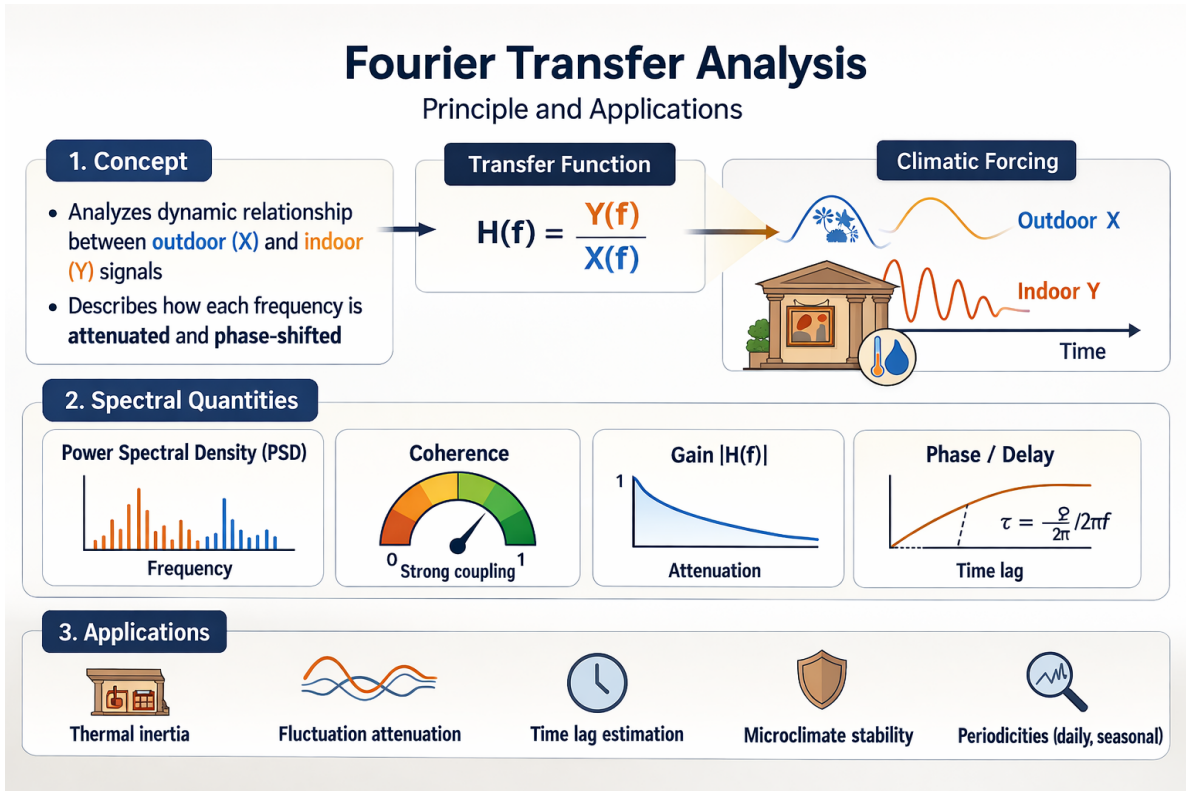 Fourier Transfer Analysis
Principle and Applications
1. Concept
• Analyzes dynamic relationship
between outdoor (X) and indoor
(Y) signals
• Describes how each frequency is
attenuated and phase-shifted
Transfer Function
H(f) = Y(f) / X(f)
Climatic Forcing
Outdoor X
Indoor Y
Time
2. Spectral Quantities
Power Spectral Density (PSD)
Frequency
Coherence
0
1
Strong coupling
Gain |H(f)|
1
Attenuation
Phase / Delay
τ = φ/2π /2πf
Time lag
3. Applications
Thermal inertia
Fluctuation attenuation
Time lag estimation
Microclimate stability
Periodicities (daily, seasonal)